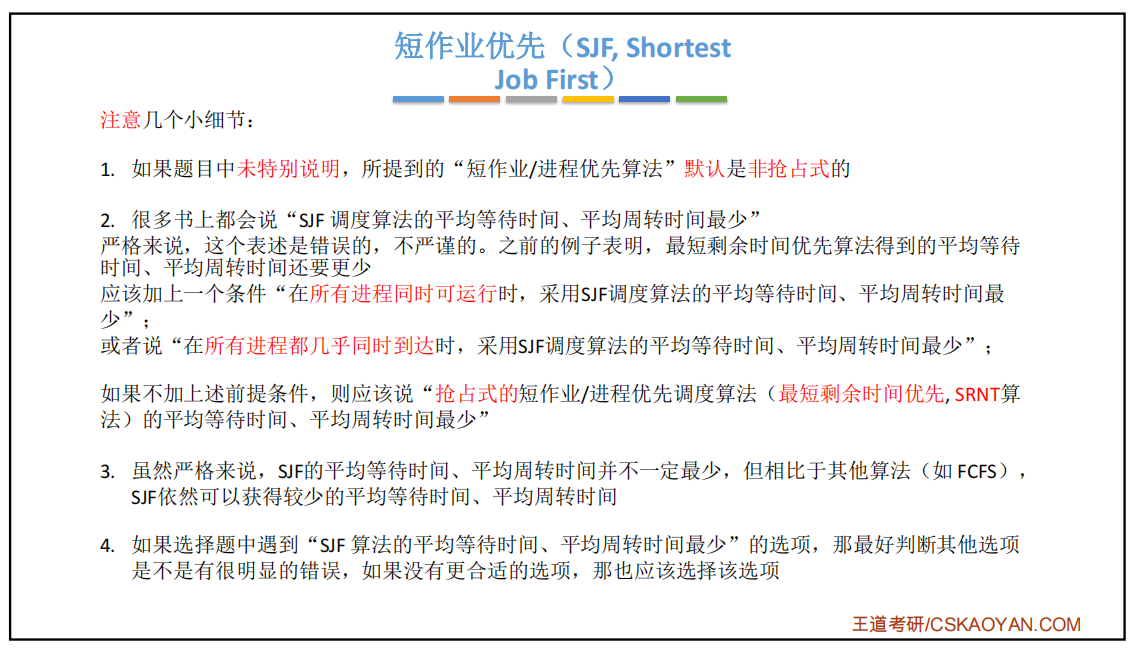 短作业优先（SJF, Shortest
Job First）
注意几个小细节：
1. 如果题目中未特别说明，所提到的“短作业/进程优先算法”默认是非抢占式的
2. 很多书上都会说“SJF 调度算法的平均等待时间、平均周转时间最少”
严格来说，这个表述是错误的，不严谨的。之前的例子表明，最短剩余时间优先算法得到的平均等待
时间、平均周转时间还要更少
应该加上一个条件“在所有进程同时可运行时，采用SJF调度算法的平均等待时间、平均周转时间最
少”；
或者说“在所有进程都几乎同时到达时，采用SJF调度算法的平均等待时间、平均周转时间最少”；
如果不加上述前提条件，则应该说“抢占式的短作业/进程优先调度算法（最短剩余时间优先, SRNT算
法）的平均等待时间、平均周转时间最少”
3. 虽然严格来说，SJF的平均等待时间、平均周转时间并不一定最少，但相比于其他算法（如 FCFS），
SJF依然可以获得较少的平均等待时间、平均周转时间
4. 如果选择题中遇到“SJF 算法的平均等待时间、平均周转时间最少”的选项，那最好判断其他选项
是不是有很明显的错误，如果没有更合适的选项，那也应该选择该选项
王道考研/CSKAOYAN.COM